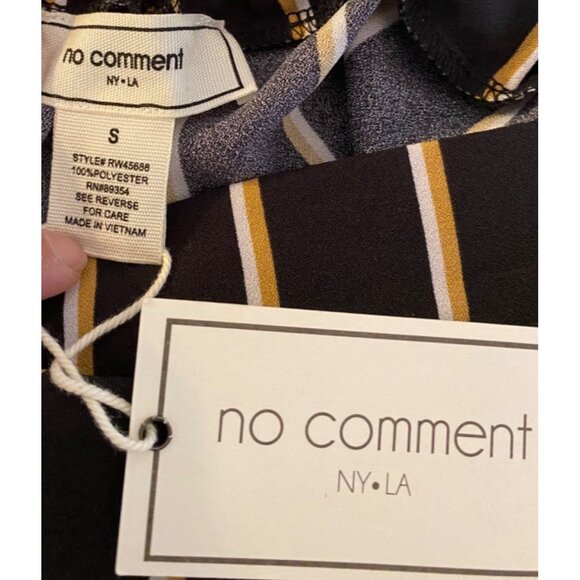 no comment
NY•LA
S
STYLE# RW45688
100%POLYESTER
RN#89354
SEE REVERSE
FOR CARE
MADE IN VIETNAM
no comment
NY•LA